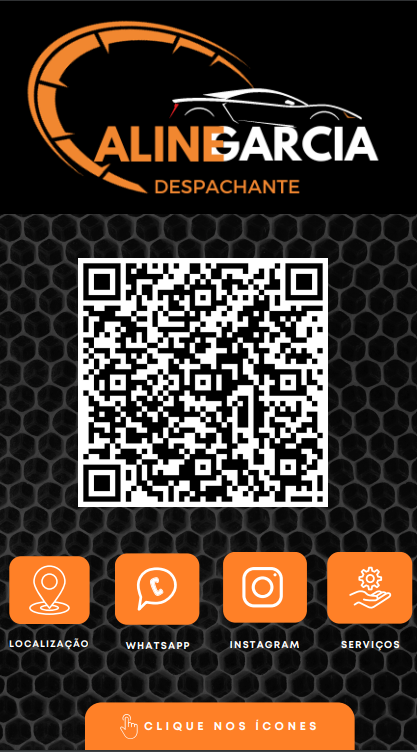 ALINE GARCIA
DESPACHANTE
LOCALIZAÇÃO
WHATSAPP
INSTAGRAM
SERVIÇOS
CLIQUE NOS ÍCONES